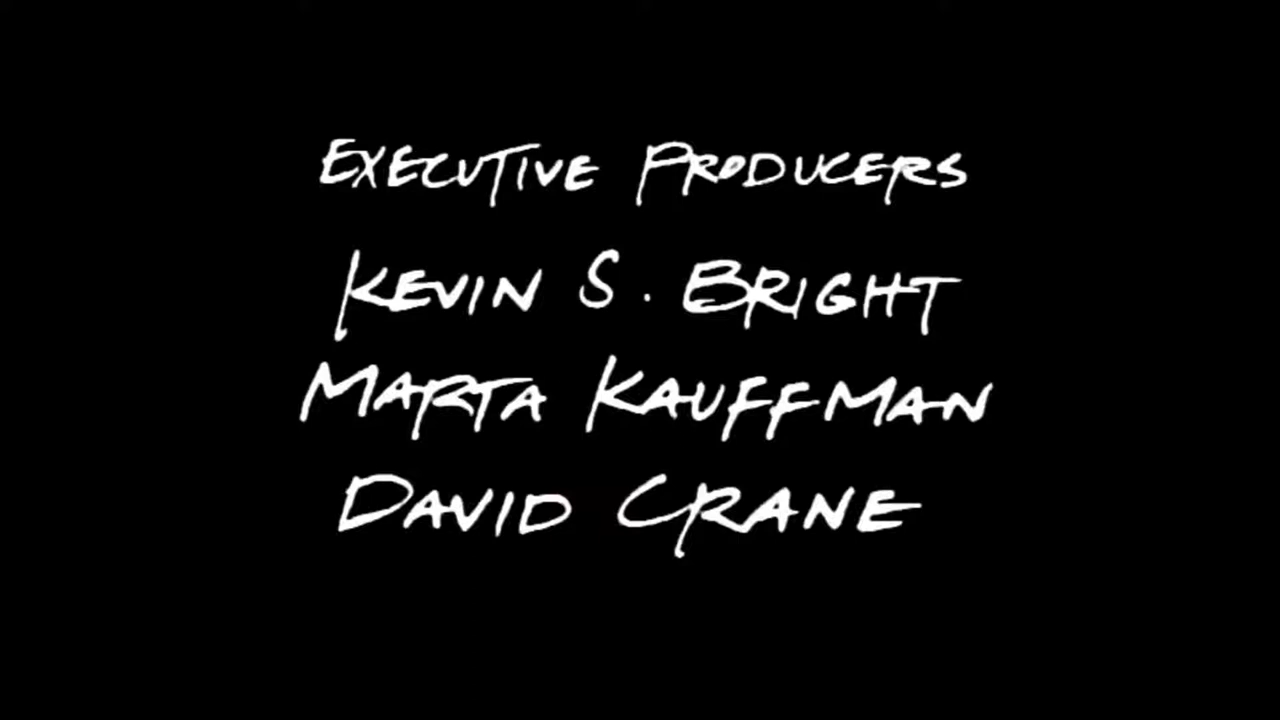 EXECUTIVE PRODUCERS
KEVIN S. BRIGHT
MARTA KAUFFMAN
DAVID CRANE